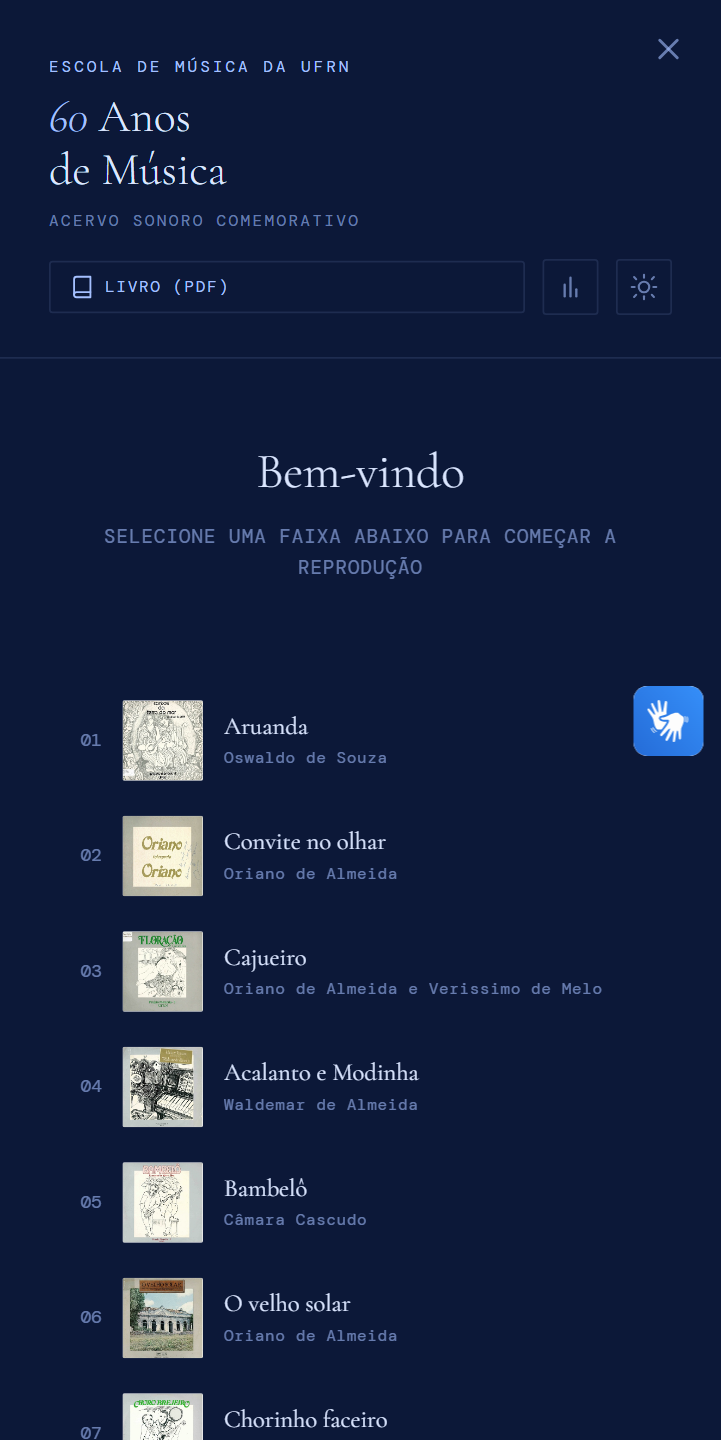 ESCOLA DE MÚSICA DA UFRN
60 Anos
de Música
ACERVO SONORO COMEMORATIVO
LIVRO (PDF)
Bem-vindo
SELECIONE UMA FAIXA ABAIXO PARA COMEÇAR A
REPRODUÇÃO
01
Aruanda
Oswaldo de Souza
02
Oriano
Oriano
Convite no olhar
Oriano de Almeida
03
FLORAÇÃO
Cajueiro
Oriano de Almeida e Verissimo de Melo
04
Acalanto e Modinha
Waldemar de Almeida
05
Bambelô
Câmara Cascudo
06
O velho solar
Oriano de Almeida
07
Chorinho faceiro